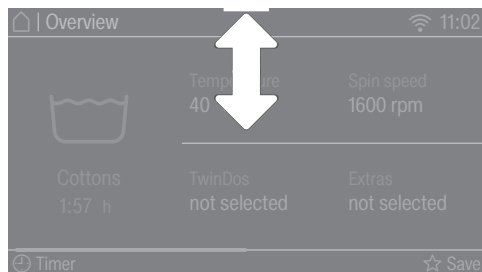 Overview 11:02
Temperature Spin speed
40 1600 rpm
Cottons TwinDos Extras
1:57 h not selected not selected
Timer Save